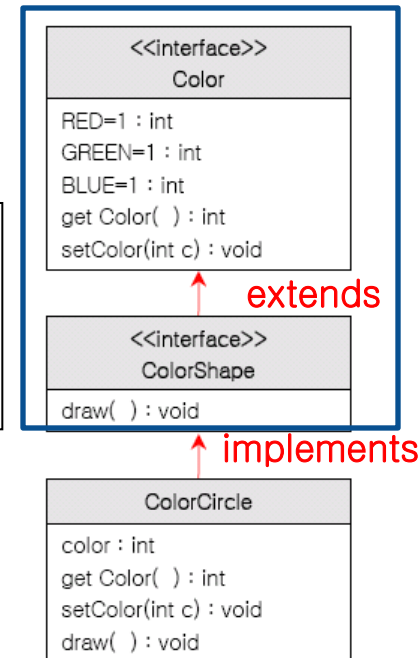 <<interface>>
Color
RED=1 : int
GREEN=1 : int
BLUE=1 : int
get Color( ) : int
setColor(int c) : void
extends
<<interface>>
ColorShape
draw( ) : void
implements
ColorCircle
color : int
get Color( ) : int
setColor(int c) : void
draw( ) : void